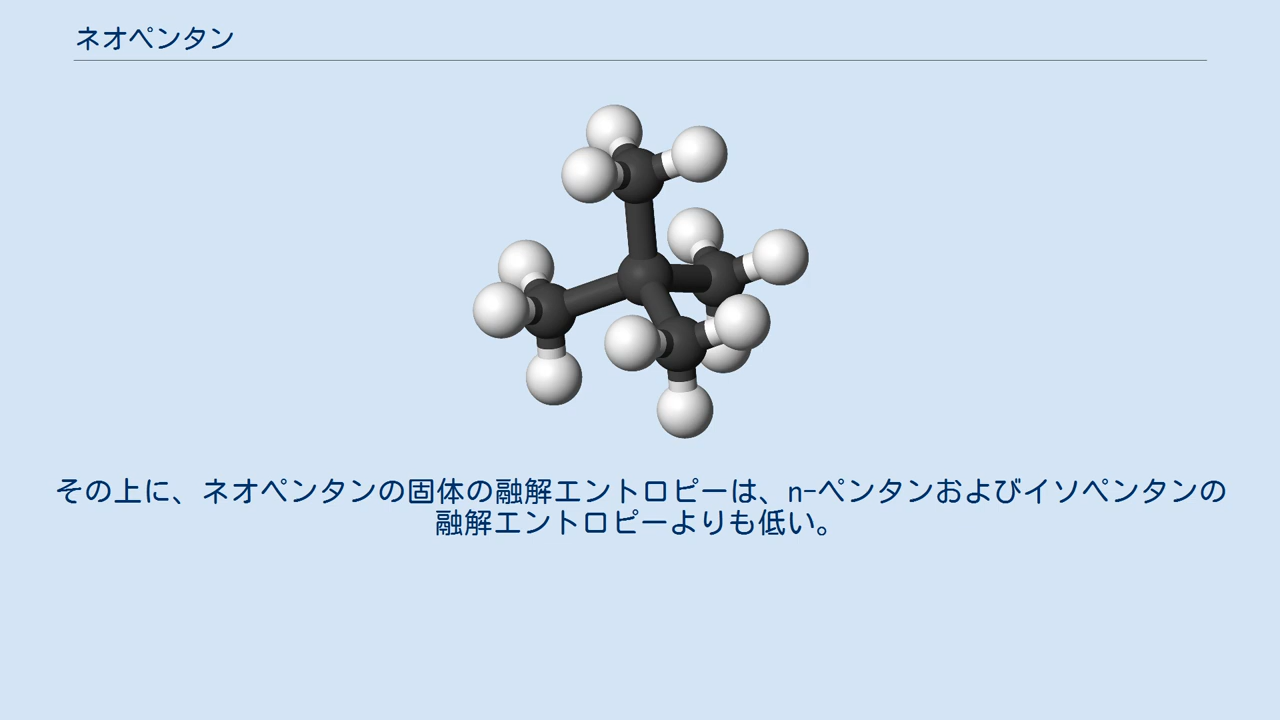 ネオペンタン
その上に、ネオペンタンの固体の融解エントロピーは、n-ペンタンおよびイソペンタンの
融解エントロピーよりも低い。